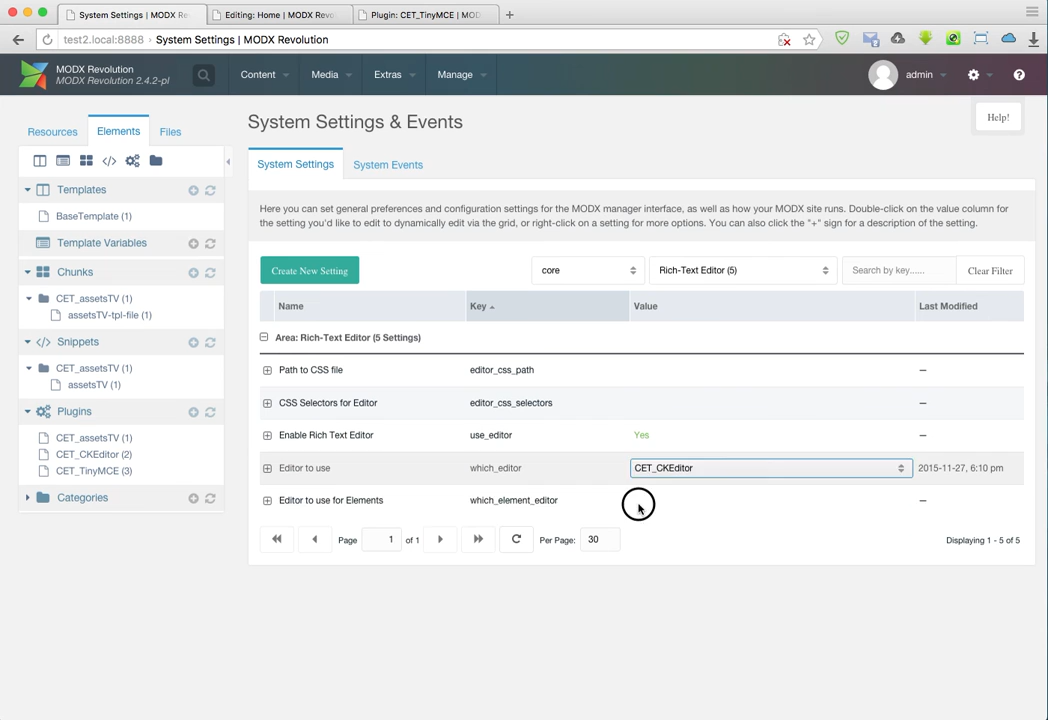 System Settings | MODX Re
Editing: Home | MODX Revo
Plugin: CET_TinyMCE | MOD
test2.local:8888 › System Settings | MODX Revolution
MODX Revolution
MODX Revolution 2.4.2-pl
Content
Media
Extras
Manage
admin
Resources
Elements
Files
Templates
BaseTemplate (1)
Template Variables
Chunks
CET_assetsTV (1)
assetsTV-tpl-file (1)
Snippets
CET_assetsTV (1)
assetsTV (1)
Plugins
CET_assetsTV (1)
CET_CKEditor (2)
CET_TinyMCE (3)
Categories
System Settings & Events
Help!
System Settings
System Events
Here you can set general preferences and configuration settings for the MODX manager interface, as well as how your MODX site runs. Double-click on the value column for
the setting you'd like to edit to dynamically edit via the grid, or right-click on a setting for more options. You can also click the "+" sign for a description of the setting.
Create New Setting
core
Rich-Text Editor (5)
Search by key......
Clear Filter
Name Key Value Last Modified
Area: Rich-Text Editor (5 Settings)
Path to CSS file editor_css_path —
CSS Selectors for Editor editor_css_selectors —
Enable Rich Text Editor use_editor Yes —
Editor to use which_editor CET_CKEditor 2015-11-27, 6:10 pm
Editor to use for Elements which_element_editor —
Page 1 of 1 Per Page: 30 Displaying 1 - 5 of 5